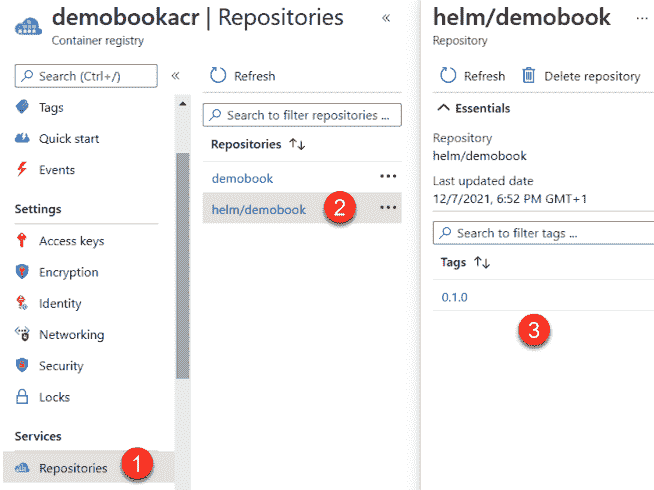 demobookacr | Repositories
Container registry
Search (Ctrl+/)
Tags
Quick start
Events
Settings
Access keys
Encryption
Identity
Networking
Security
Locks
Services
Repositories
1
Refresh
Search to filter repositories ...
Repositories
demobook
helm/demobook
2
helm/demobook
Repository
Refresh
Delete repository
Essentials
Repository
helm/demobook
Last updated date
12/7/2021, 6:52 PM GMT+1
Search to filter tags ...
Tags
0.1.0
3